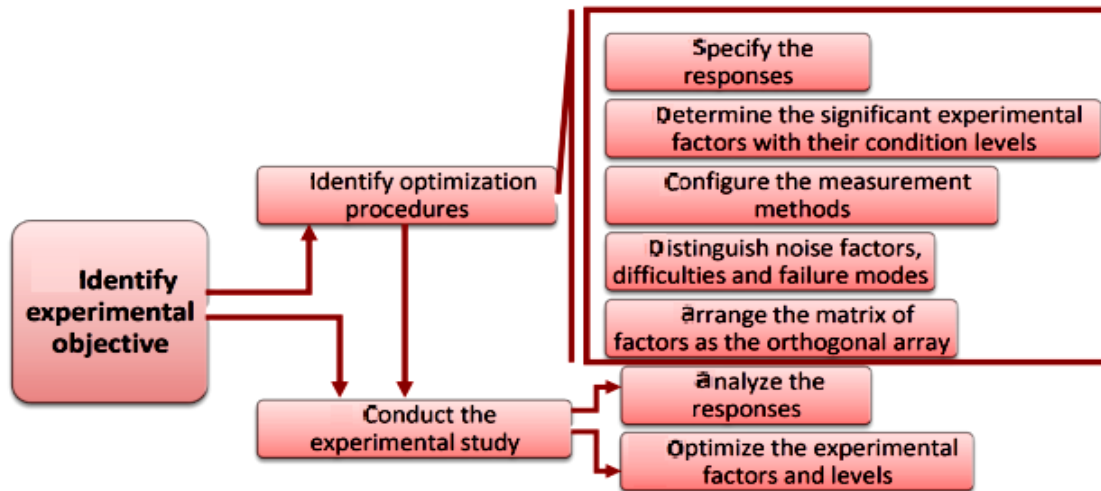 Identify
experimental
objective
Identify optimization
procedures
Specify the
responses
Determine the significant experimental
factors with their condition levels
Configure the measurement
methods
Distinguish noise factors,
difficulties and failure modes
arrange the matrix of
factors as the orthogonal array
Conduct the
experimental study
analyze the
responses
Optimize the experimental
factors and levels